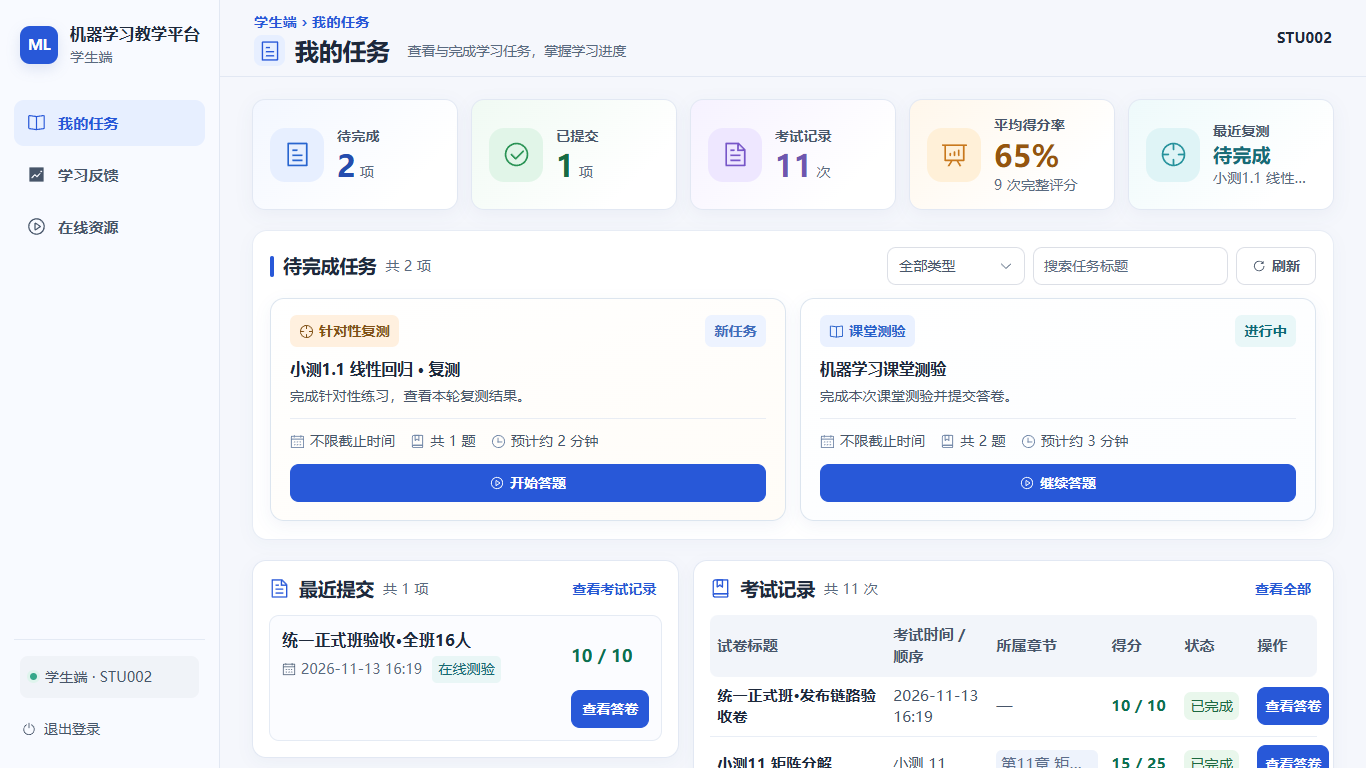 ML
机器学习教学平台
学生端
我的任务
学习反馈
在线资源
学生端 · STU002
退出登录
学生端 › 我的任务
我的任务 查看与完成学习任务，掌握学习进度
STU002
待完成
2 项
已提交
1 项
考试记录
11 次
平均得分率
65%
9 次完整评分
最近复测
待完成
小测1.1 线性...
待完成任务 共 2 项
全部类型
搜索任务标题
刷新
针对性复测
新任务
小测1.1 线性回归 • 复测
完成针对性练习，查看本轮复测结果。
不限截止时间 共 1 题 预计约 2 分钟
开始答题
课堂测验
进行中
机器学习课堂测验
完成本次课堂测验并提交答卷。
不限截止时间 共 2 题 预计约 3 分钟
继续答题
最近提交 共 1 项
查看考试记录
统一正式班验收•全班16人
2026-11-13 16:19 在线测验
10 / 10
查看答卷
考试记录 共 11 次
查看全部
试卷标题
考试时间 /
顺序
所属章节
得分
状态
操作
统一正式班•发布链路验
收卷
2026-11-13
16:19
—
10 / 10
已完成
查看答卷
小测11 矩阵分解
小测 11
第11章 矩...
15 / 25
已完成
查看答卷